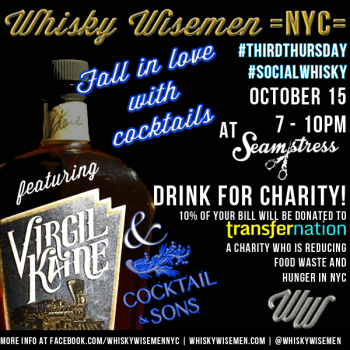 Whisky Wisemen =NYC=
#THIRDTHURSDAY
#SOCIALWHISKY
Fall in love
with
cocktails
OCTOBER 15
7 - 10PM
AT
Seamstress
featuring
VIRGIL
KAINE
&
COCKTAIL
& SONS
DRINK FOR CHARITY!
10% OF YOUR BILL WILL BE DONATED TO
transfernation
A CHARITY WHO IS REDUCING
FOOD WASTE AND
HUNGER IN NYC
WW
MORE INFO AT FACEBOOK.COM/WHISKYWISEMENNYC | WHISKYWISEMEN.COM | @WHISKYWISEMEN